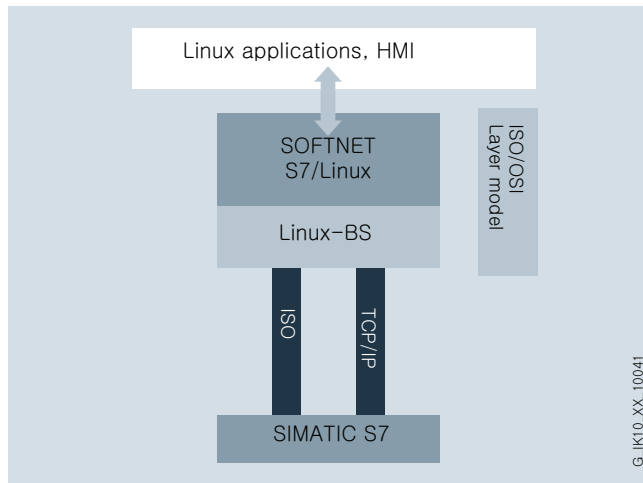 Linux applications, HMI
SOFTNET
S7/Linux
ISO/OSI
Layer model
Linux-BS
ISO
TCP/IP
SIMATIC S7
G_IK10_XX_10041